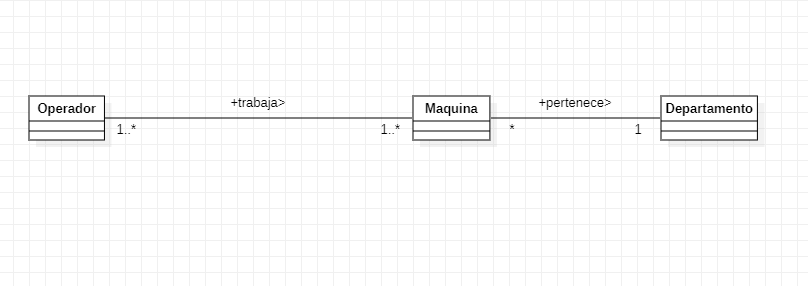 +trabaja>
+pertenece>
Operador
Maquina
Departamento
1..*
1..*
*
1